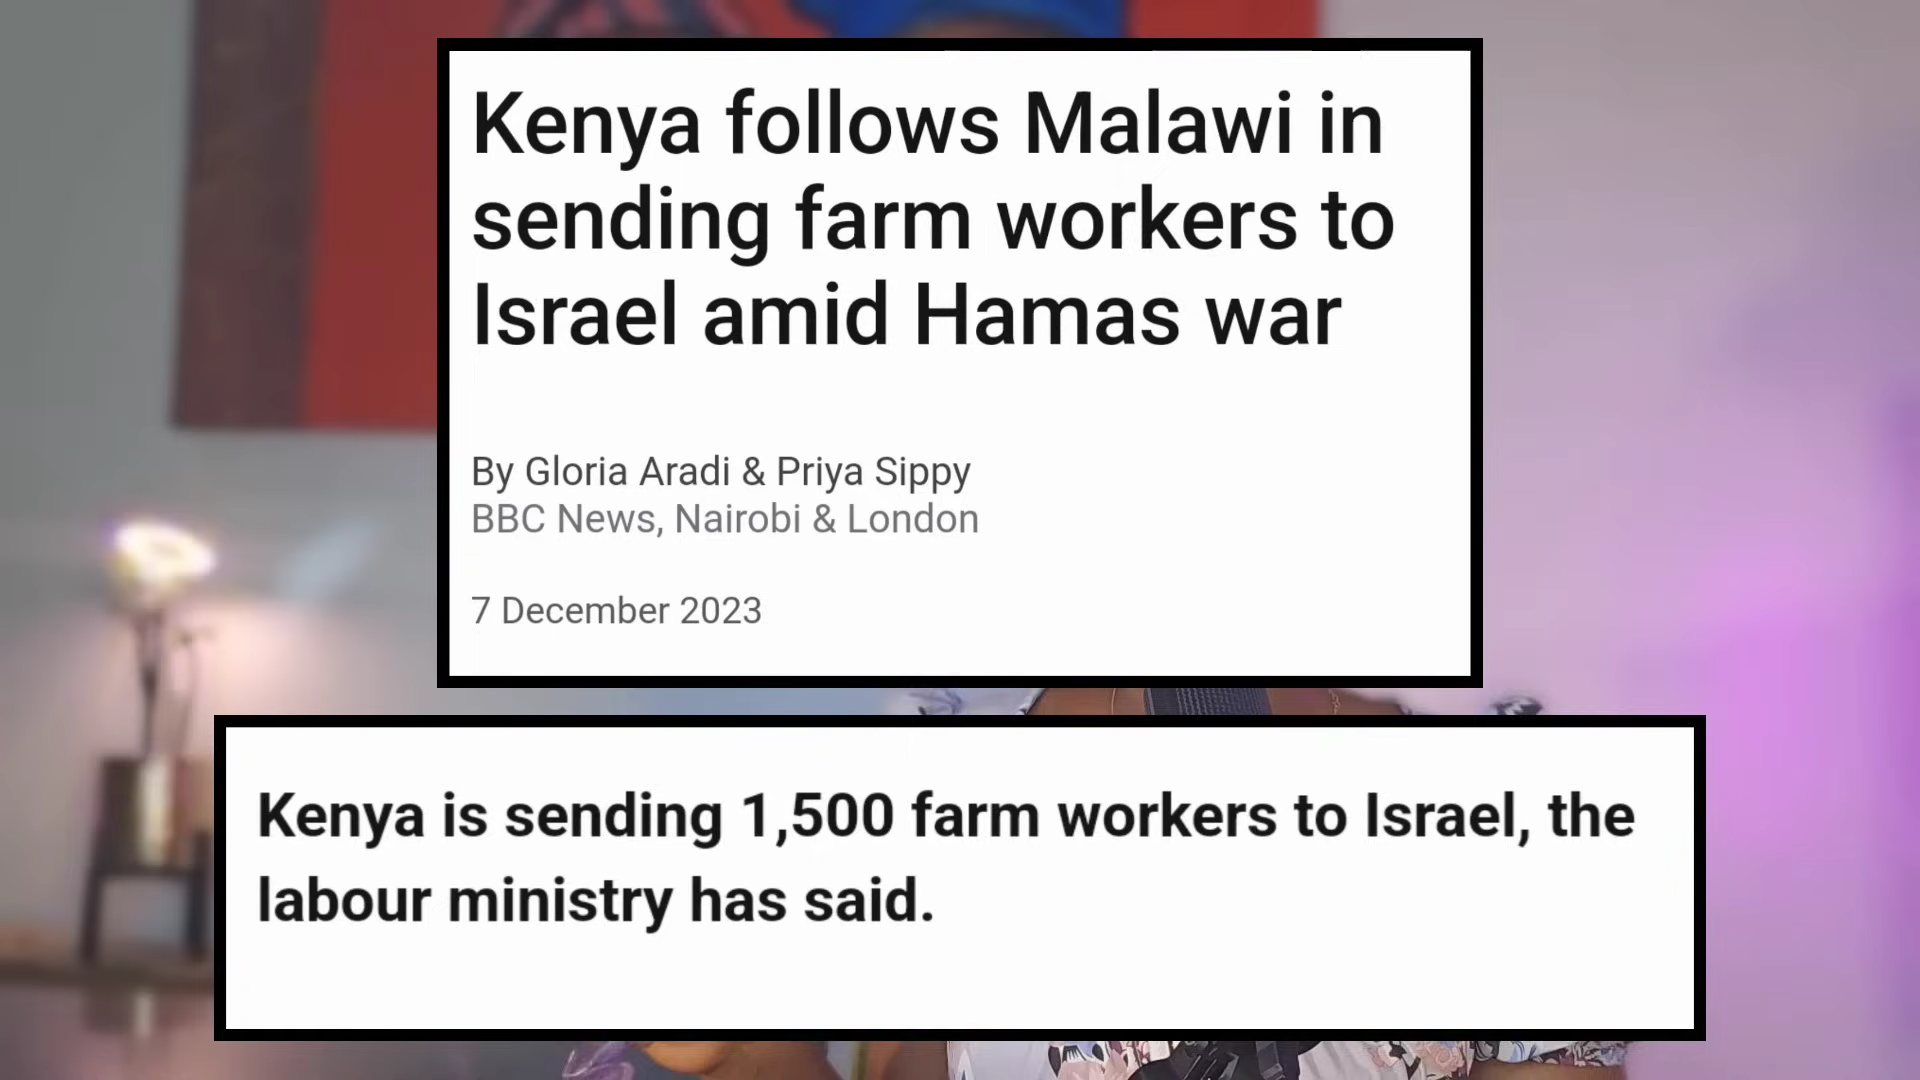 Kenya follows Malawi in
sending farm workers to
Israel amid Hamas war
By Gloria Aradi & Priya Sippy
BBC News, Nairobi & London
7 December 2023
Kenya is sending 1,500 farm workers to Israel, the
labour ministry has said.